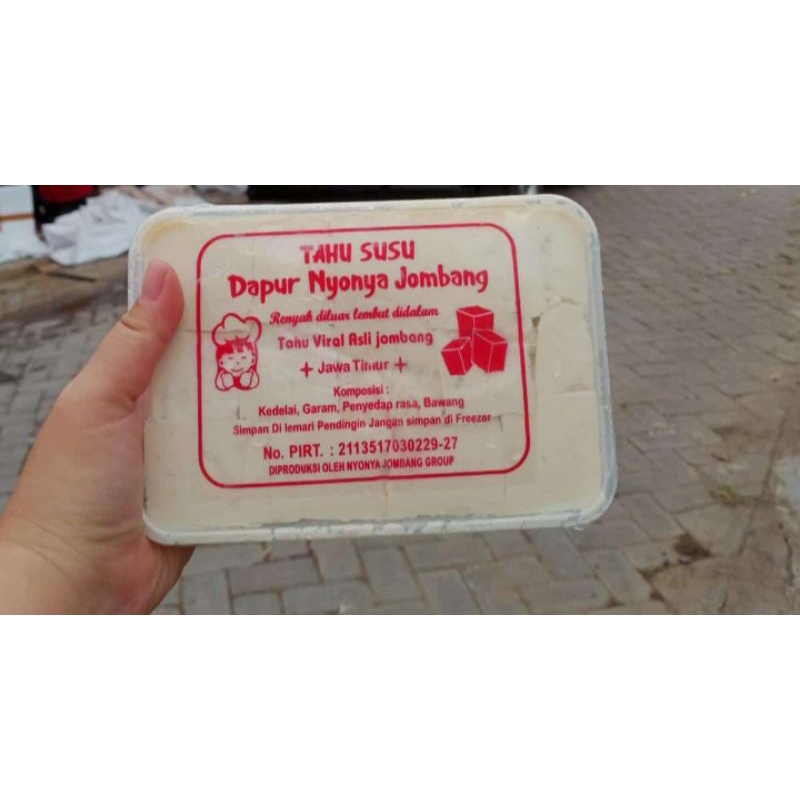 TAHU SUSU
Dapur Nyonya Jombang
Renyah diluar lembut didalam
Tahu Viral Asli jombang
+ Jawa Timur +
Komposisi :
Kedelai, Garam, Penyedap rasa, Bawang
Simpan Di lemari Pendingin Jangan simpan di Freezer
No. PIRT. : 2113517030229-27
DIPRODUKSI OLEH NYONYA JOMBANG GROUP